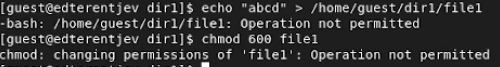 [guest@edterentjev dir1]$ echo "abcd" > /home/guest/dir1/file1
-bash: /home/guest/dir1/file1: Operation not permitted
[guest@edterentjev dir1]$ chmod 600 file1
chmod: changing permissions of 'file1': Operation not permitted
[guest@edterentjev dir1]$